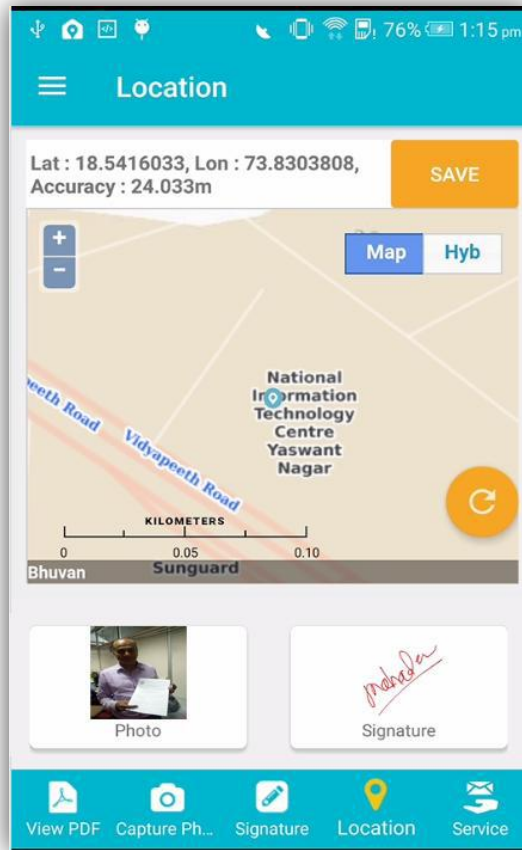 76% 1:15 pm
Location
Lat : 18.5416033, Lon : 73.8303808,
Accuracy : 24.033m
SAVE
+
−
Map Hyb
National
Information
Technology
Centre
Yaswant
Nagar
Road
Vidyapeeth Road
KILOMETERS
0 0.05 0.10
Bhuvan
Sunguard
Photo
Signature
View PDF Capture Ph... Signature Location Service